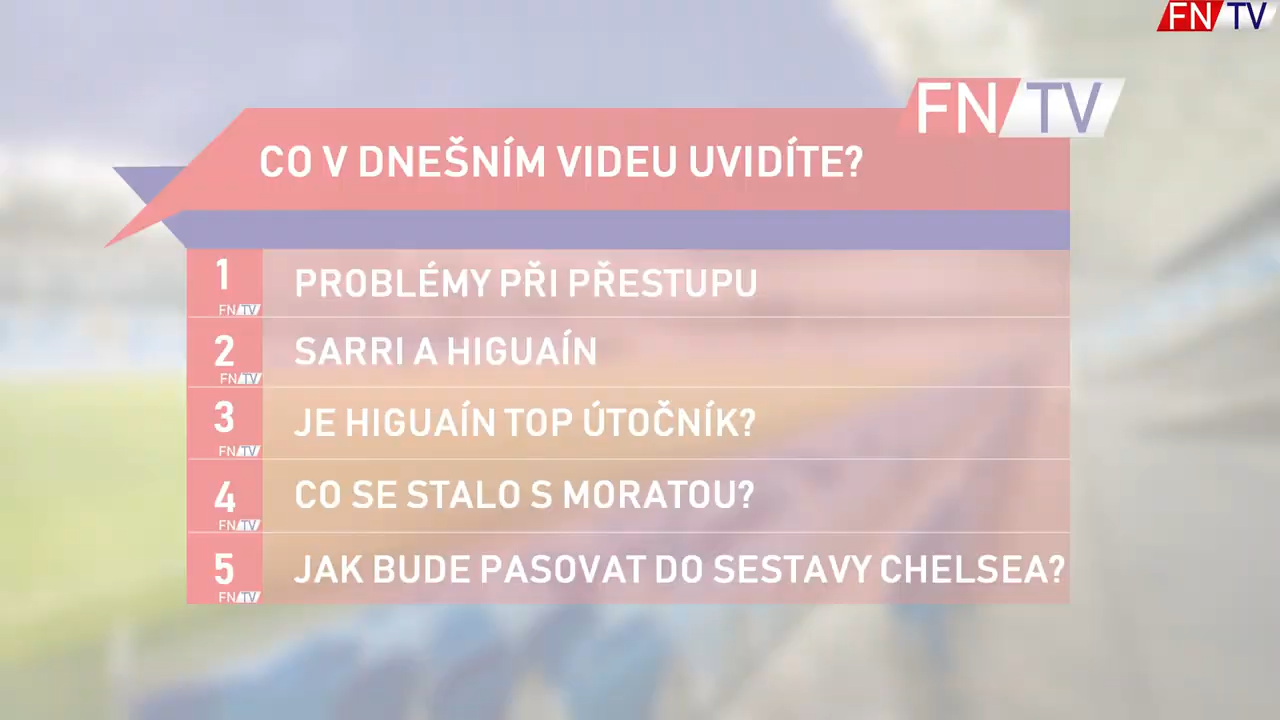 FN TV
FN TV
CO V DNEŠNÍM VIDEU UVIDÍTE?
1 PROBLÉMY PŘI PŘESTUPU
FN TV
2 SARRI A HIGUAÍN
FN TV
3 JE HIGUAÍN TOP ÚTOČNÍK?
FN TV
4 CO SE STALO S MORATOU?
FN TV
5 JAK BUDE PASOVAT DO SESTAVY CHELSEA?
FN TV